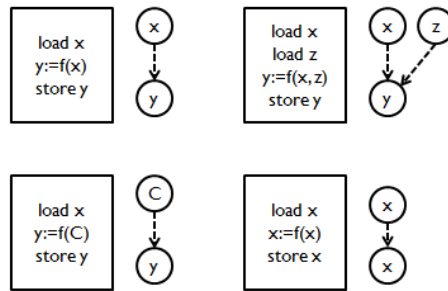 load x
y:=f(x)
store y
x
y
load x
load z
y:=f(x, z)
store y
x z
y
load x
y:=f(C)
store y
C
y
load x
x:=f(x)
store x
x
x